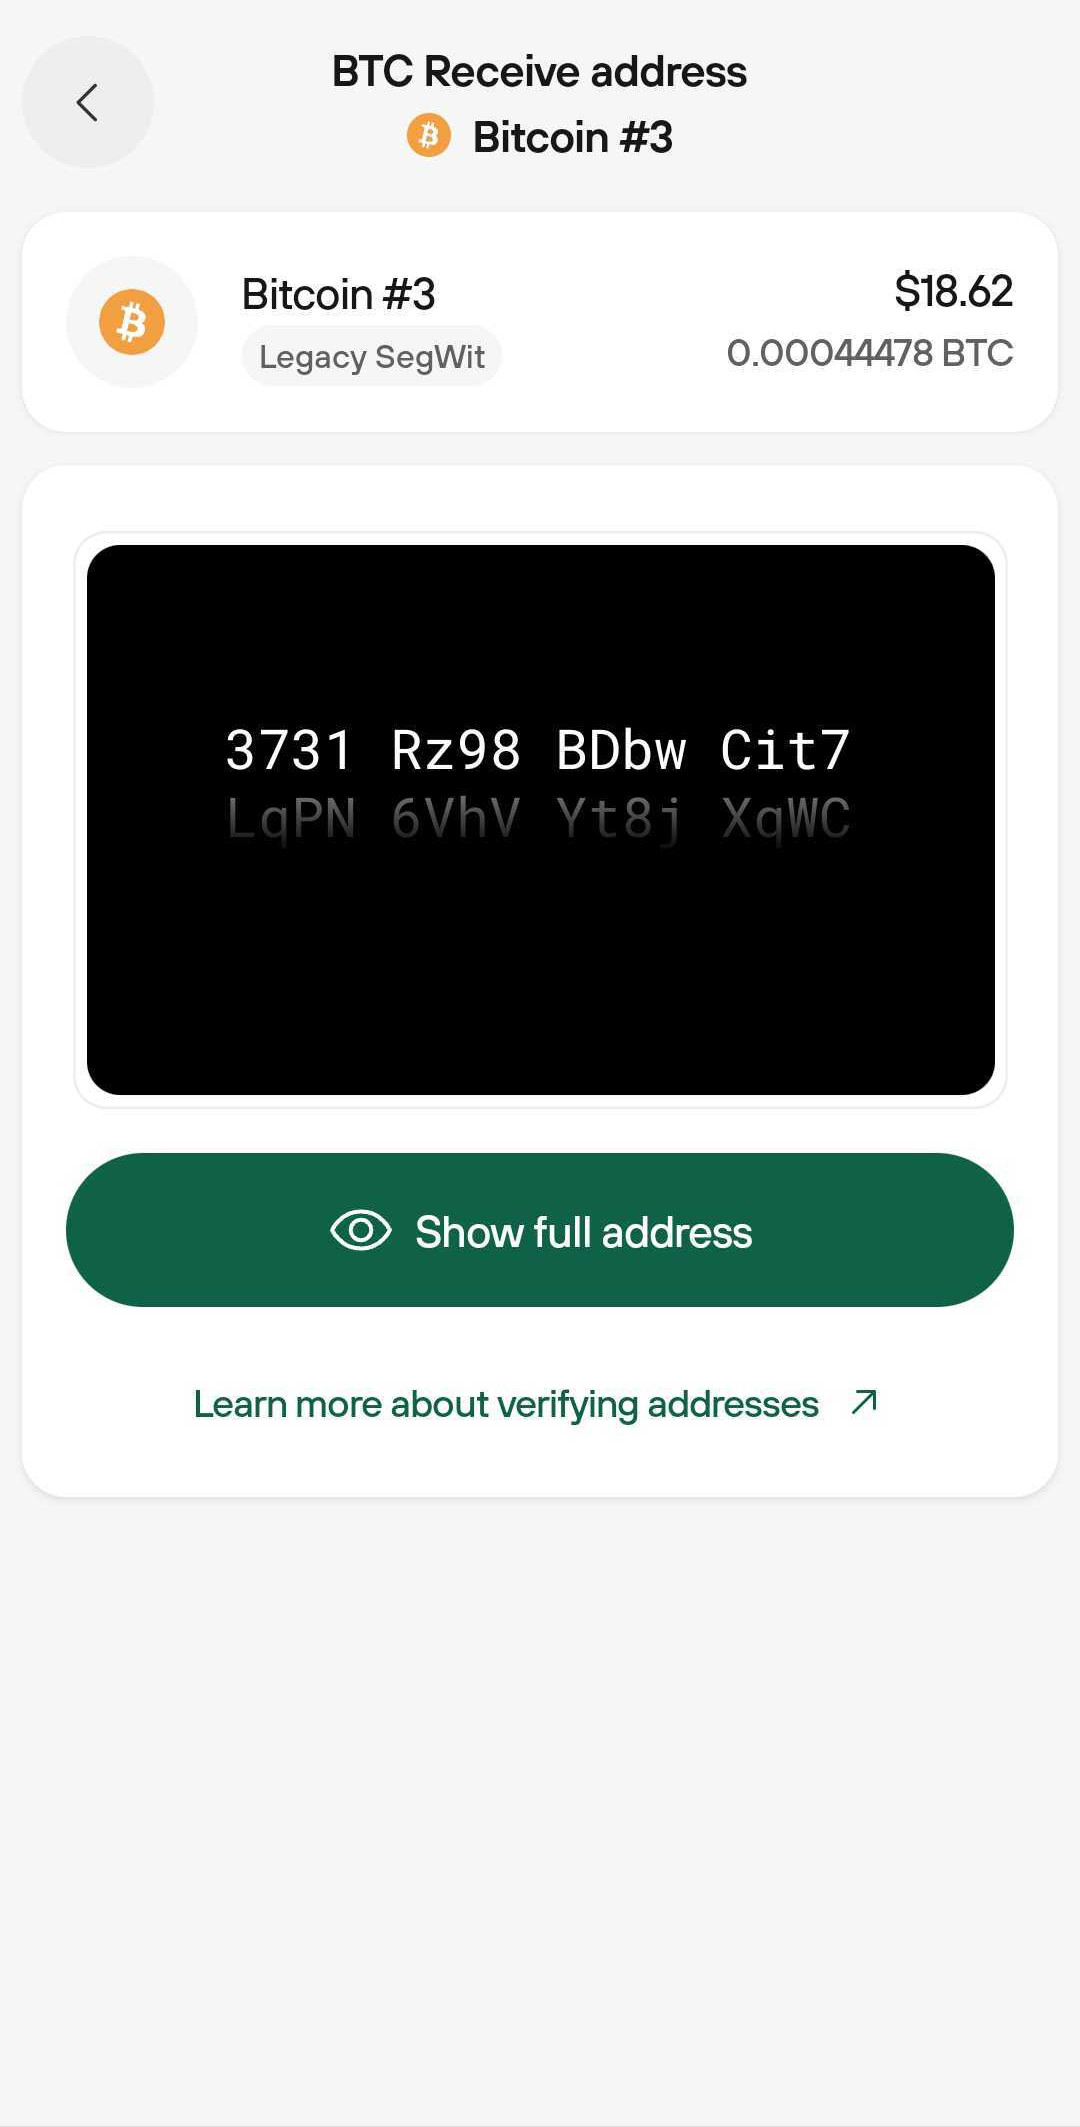 BTC Receive address
Bitcoin #3
Bitcoin #3
$18.62
Legacy SegWit
0.00044478 BTC
3731 Rz98 BDbw Cit7
LqPN 6VhV Yt8j XqWC
Show full address
Learn more about verifying addresses